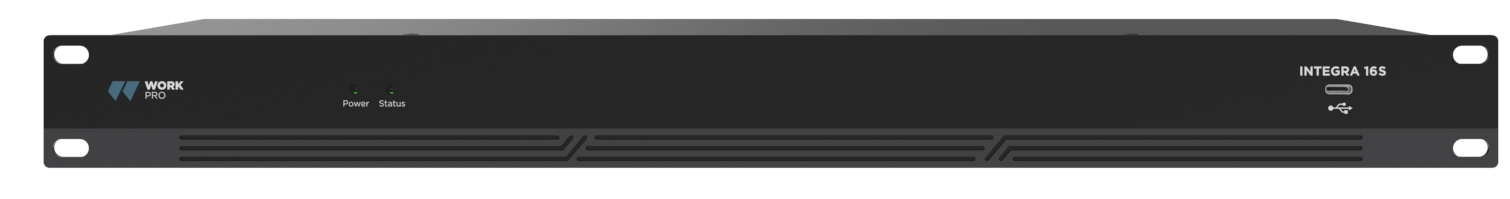 WORK
PRO
Power Status
INTEGRA 16S